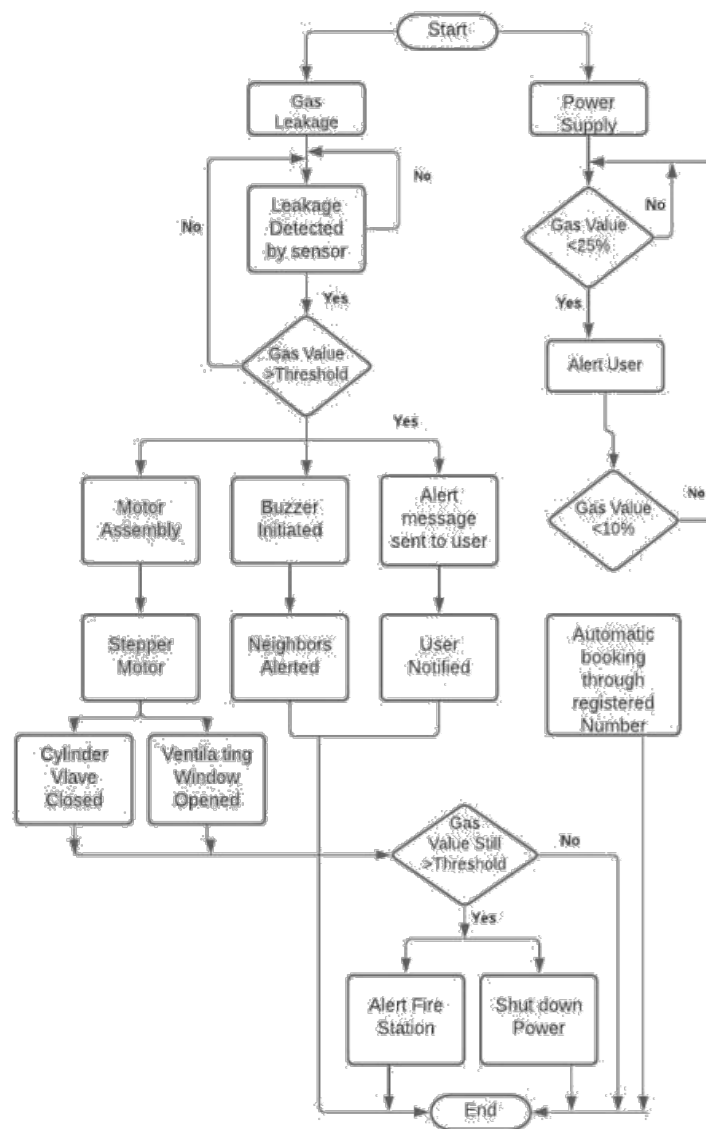 Start
Gas
Leakage
Power
Supply
No
No
Leakage
Detected
by sensor
No
Gas Value
<25%
Yes
Yes
Gas Value
>Threshold
Alert User
Yes
Motor
Assembly
Buzzer
Initiated
Alert
message
sent to user
No
Gas Value
<10%
Stepper
Motor
Neighbors
Alerted
User
Notified
Automatic
booking
through
registered
Number
Cylinder
Vlave
Closed
Ventila ting
Window
Opened
Gas
Value Still
>Threshold
No
Yes
Alert Fire
Station
Shut down
Power
End